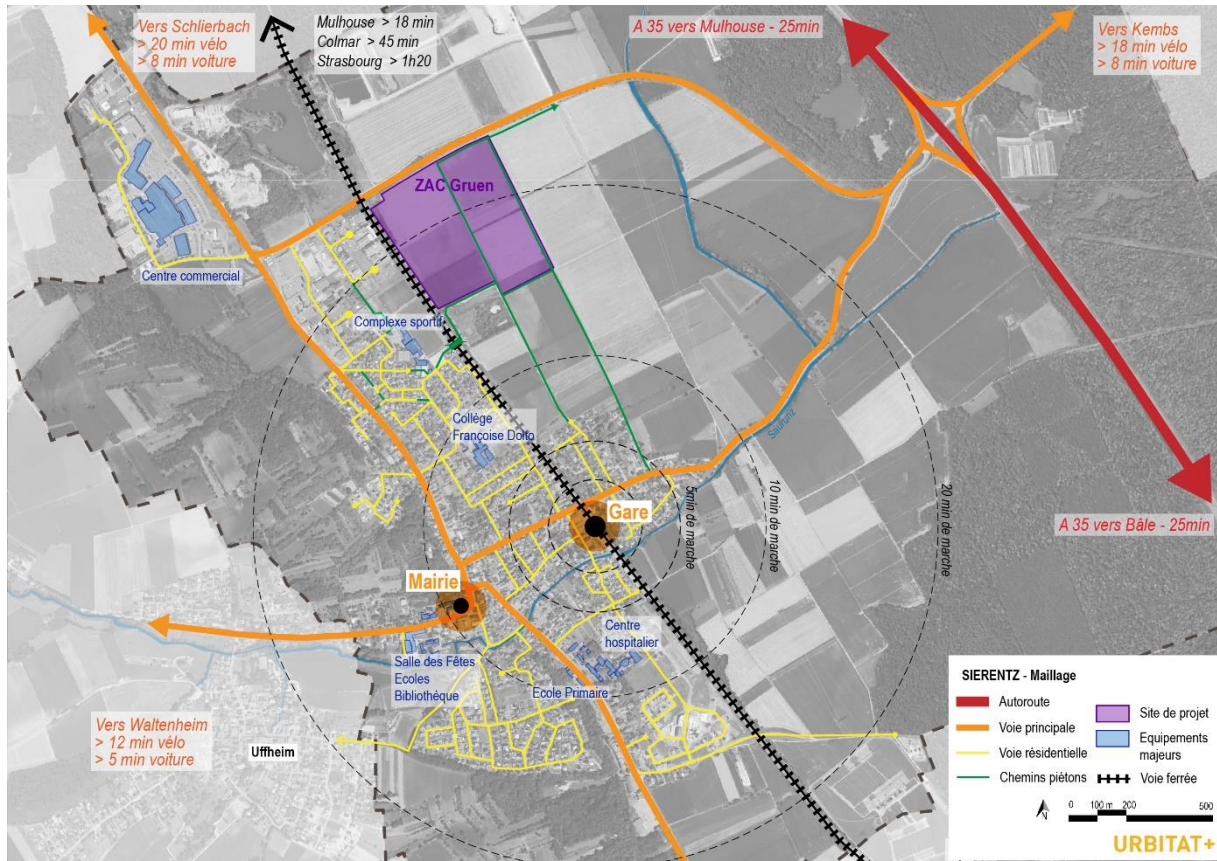 Vers Schlierbach
> 20 min vélo
> 8 min voiture
Mulhouse > 18 min
Colmar > 45 min
Strasbourg > 1h20
A 35 vers Mulhouse - 25min
Vers Kembs
> 18 min vélo
> 8 min voiture
ZAC Gruen
Centre commercial
Complexe sportif
Collège
Françoise Dolto
Saurunz
Gare
5min de marche
10 min de marche
20 min de marche
A 35 vers Bâle - 25min
Mairie
Centre
hospitalier
Salle des Fêtes
Ecoles
Bibliothèque
Ecole Primaire
Vers Waltenheim
> 12 min vélo
> 5 min voiture
Uffheim
SIERENTZ - Maillage
Autoroute
Voie principale
Voie résidentielle
Chemins piétons
Site de projet
Equipements
majeurs
Voie ferrée
N
0 100 m 200 500
URBITAT+